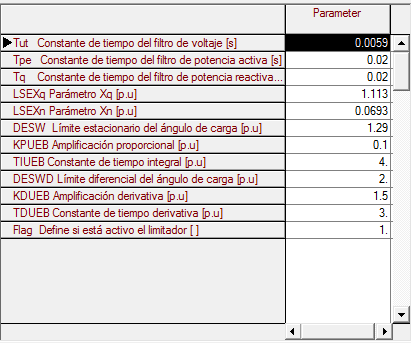 Parameter
Tut Constante de tiempo del filtro de voltaje [s] 0.0059
Tpe Constante de tiempo del filtro de potencia activa [s] 0.02
Tq Constante de tiempo del filtro de potencia reactiva... 0.02
LSEXq Parámetro Xq [p.u] 1.113
LSEXn Parámetro Xn [p.u] 0.0693
DESW Límite estacionario del ángulo de carga [p.u] 1.29
KPUEB Amplificación proporcional [p.u] 0.1
TIUEB Constante de tiempo integral [p.u] 4.
DESWD Límite diferencial del ángulo de carga [p.u] 2.
KDUEB Amplificación derivativa [p.u] 1.5
TDUEB Constante de tiempo derivativa [p.u] 3.
Flag Define si está activo el limitador [ ] 1.